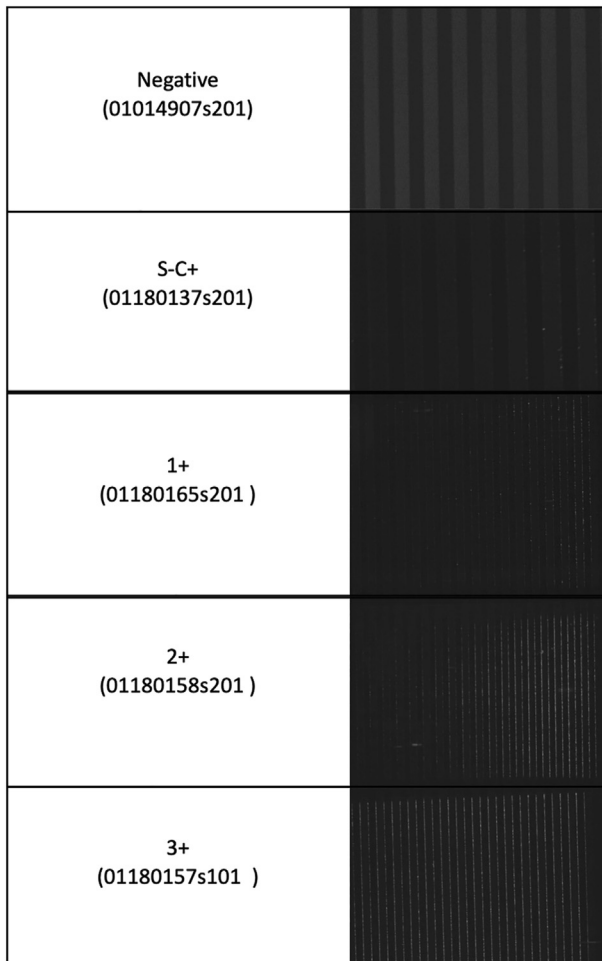 Negative
(01014907s201)
S-C+
(01180137s201)
1+
(01180165s201 )
2+
(01180158s201 )
3+
(01180157s101  )